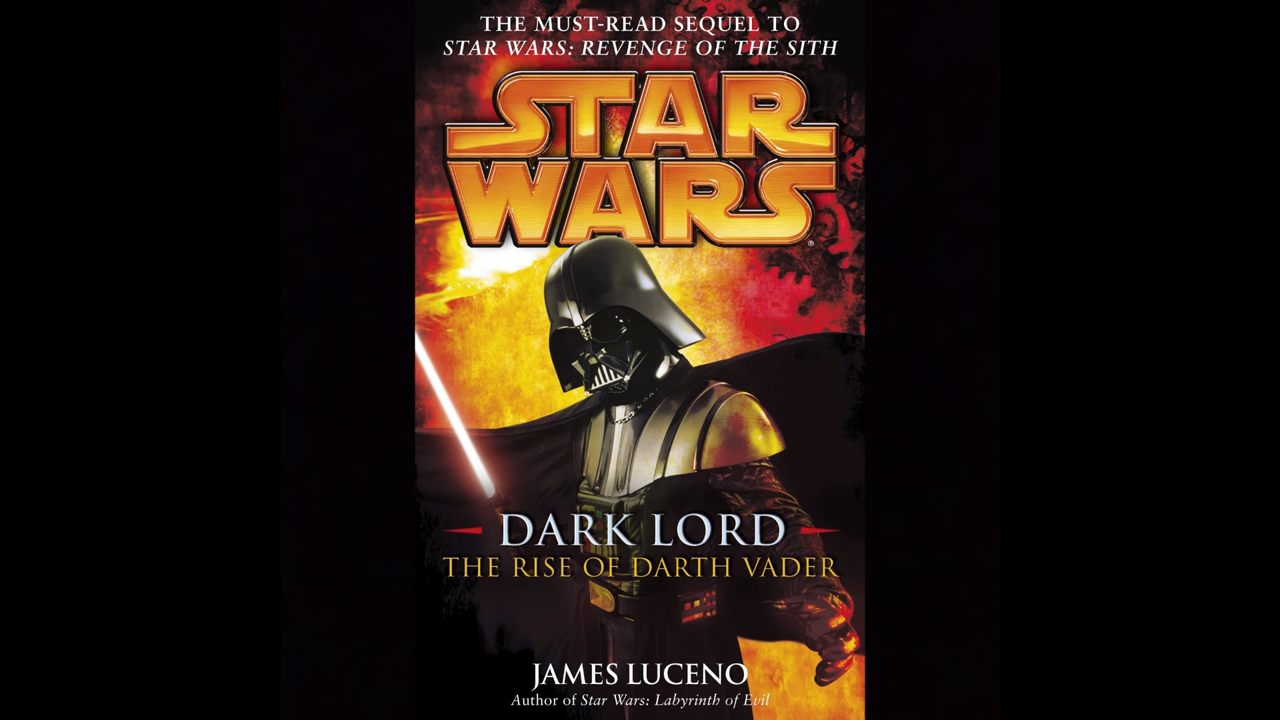 THE MUST-READ SEQUEL TO
STAR WARS: REVENGE OF THE SITH
STAR
WARS®
DARK LORD
THE RISE OF DARTH VADER
JAMES LUCENO
Author of Star Wars: Labyrinth of Evil